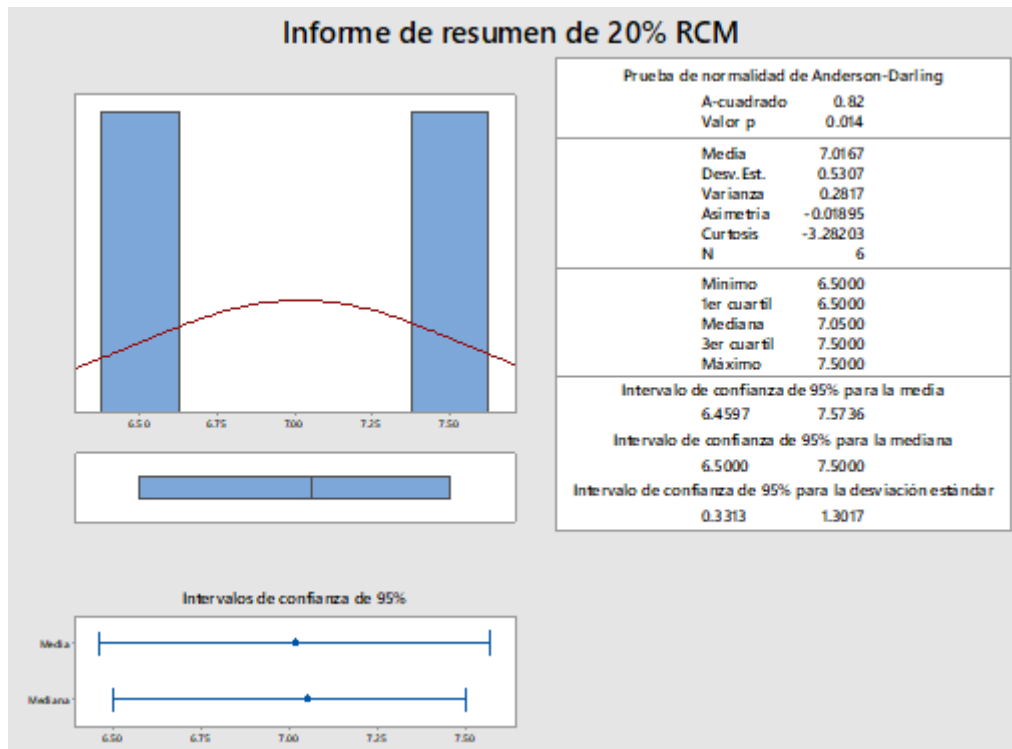 Informe de resumen de 20% RCM
6.50 6.75 7.00 7.25 7.50
Intervalos de confianza de 95%
Media
Mediana
6.50 6.75 7.00 7.25 7.50
Prueba de normalidad de Anderson-Darling
A-cuadrado 0.82
Valor p 0.014
Media 7.0167
Desv.Est. 0.5307
Varianza 0.2817
Asimetría -0.01895
Curtosis -3.28203
N 6
Mínimo 6.5000
1er cuartil 6.5000
Mediana 7.0500
3er cuartil 7.5000
Máximo 7.5000
Intervalo de confianza de 95% para la media
6.4597 7.5736
Intervalo de confianza de 95% para la mediana
6.5000 7.5000
Intervalo de confianza de 95% para la desviación estándar
0.3313 1.3017